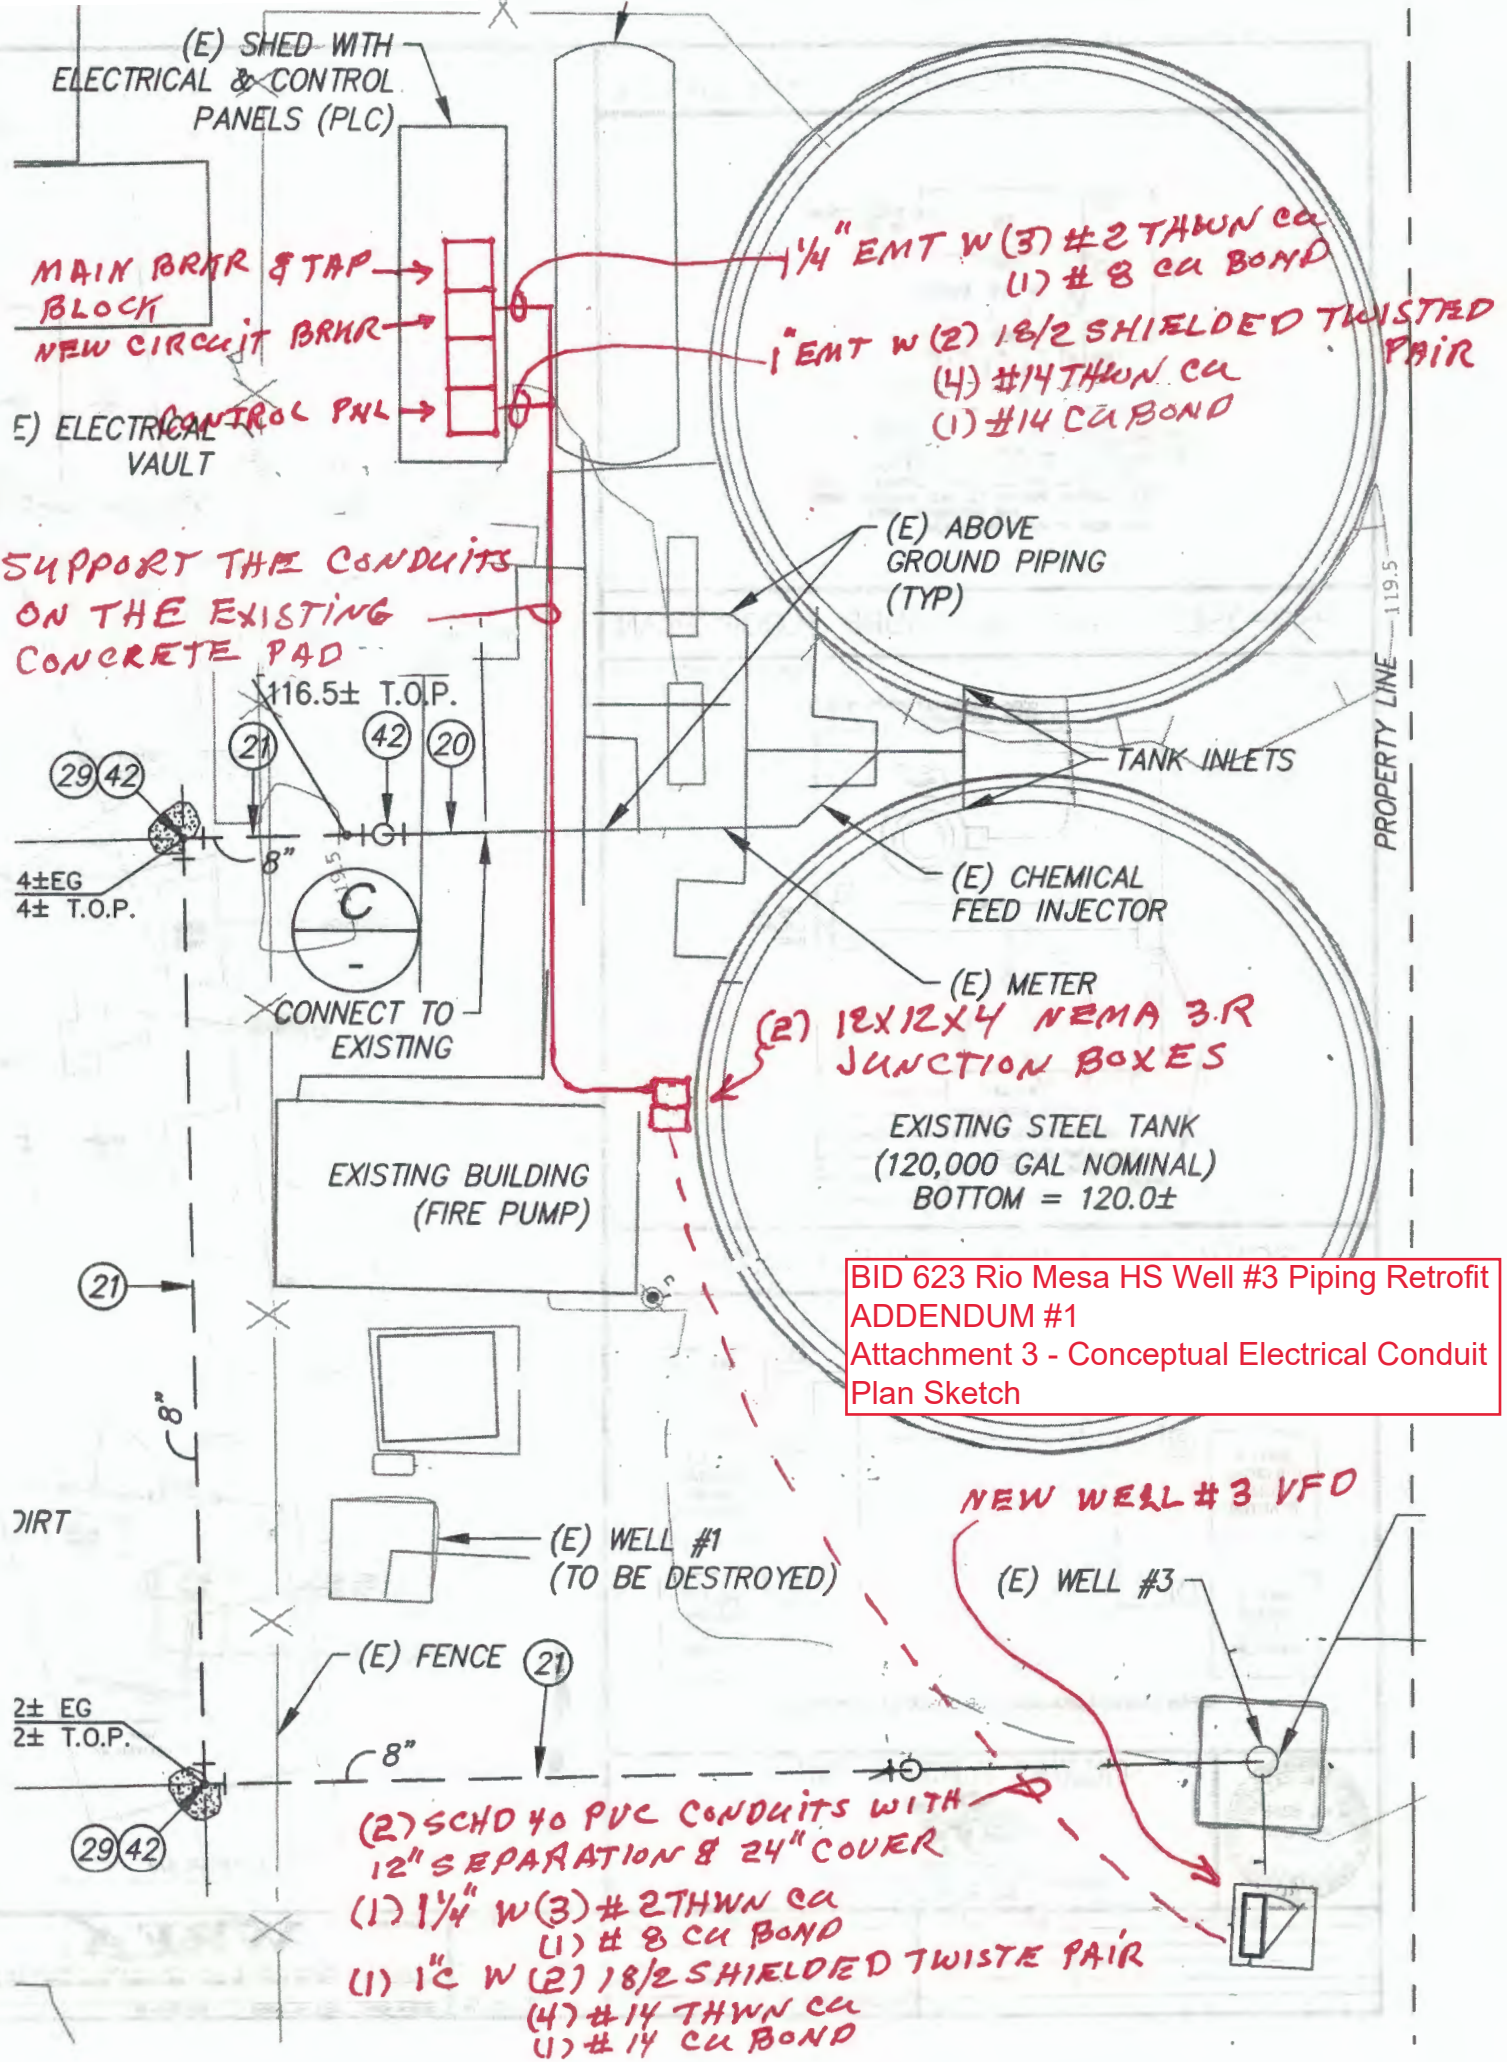 (E) SHED WITH
ELECTRICAL & CONTROL
PANELS (PLC)
MAIN BRKR & TAP
BLOCK
NEW CIRCUIT BRKR
CONTROL PNL
E) ELECTRICAL
VAULT
1/4" EMT W (3) #2 THWN CU
(1) #8 CU BOND
1" EMT W (2) 18/2 SHIELDED TWISTED
PAIR
(4) #14 THWN CU
(1) #14 CU BOND
(E) ABOVE
GROUND PIPING
(TYP)
SUPPORT THE CONDUITS
ON THE EXISTING
CONCRETE PAD
119.5
PROPERTY LINE
116.5± T.O.P.
21
42
20
29
42
TANK INLETS
8"
119.5
4±EG
4± T.O.P.
C
-
(E) CHEMICAL
FEED INJECTOR
(E) METER
CONNECT TO
EXISTING
(2) 12X12X4 NEMA 3.R
JUNCTION BOXES
EXISTING STEEL TANK
(120,000 GAL NOMINAL)
BOTTOM = 120.0±
EXISTING BUILDING
(FIRE PUMP)
21
BID 623 Rio Mesa HS Well #3 Piping Retrofit
ADDENDUM #1
Attachment 3 - Conceptual Electrical Conduit
Plan Sketch
8"
NEW WELL #3 VFD
DIRT
(E) WELL #1
(TO BE DESTROYED)
(E) WELL #3
(E) FENCE
21
2± EG
2± T.O.P.
8"
29
42
(2) SCHD 40 PVC CONDUITS WITH
12" SEPARATION & 24" COVER
(1) 1 1/4" W (3) #2 THWN CU
(1) #8 CU BOND
(1) 1"C W (2) 18/2 SHIELDED TWISTE PAIR
(4) #14 THWN CU
(1) #14 CU BOND